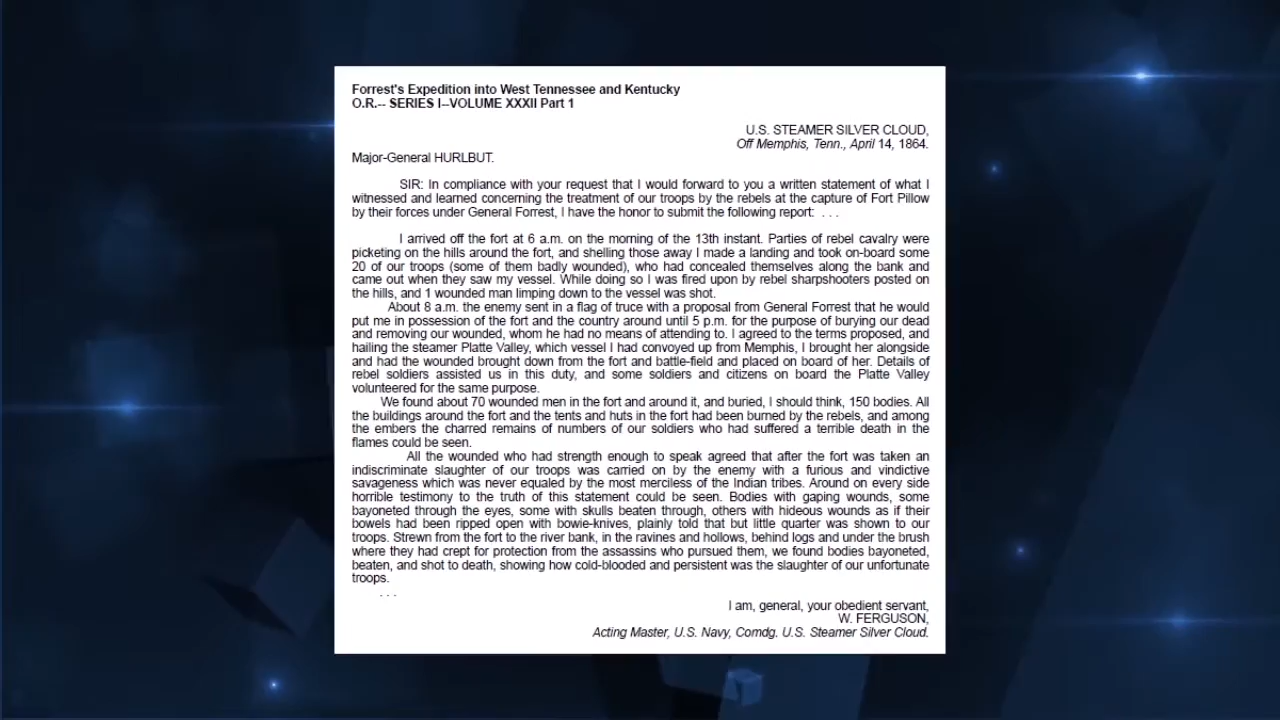 Forrest's Expedition into West Tennessee and Kentucky
O.R.-- SERIES I--VOLUME XXXII Part 1
U.S. STEAMER SILVER CLOUD,
Off Memphis, Tenn., April 14, 1864.
Major-General HURLBUT.
SIR: In compliance with your request that I would forward to you a written statement of what I
witnessed and learned concerning the treatment of our troops by the rebels at the capture of Fort Pillow
by their forces under General Forrest, I have the honor to submit the following report: . . .
I arrived off the fort at 6 a.m. on the morning of the 13th instant. Parties of rebel cavalry were
picketing on the hills around the fort, and shelling those away I made a landing and took on-board some
20 of our troops (some of them badly wounded), who had concealed themselves along the bank and
came out when they saw my vessel. While doing so I was fired upon by rebel sharpshooters posted on
the hills, and 1 wounded man limping down to the vessel was shot.
About 8 a.m. the enemy sent in a flag of truce with a proposal from General Forrest that he would
put me in possession of the fort and the country around until 5 p.m. for the purpose of burying our dead
and removing our wounded, whom he had no means of attending to. I agreed to the terms proposed, and
hailing the steamer Platte Valley, which vessel I had convoyed up from Memphis, I brought her alongside
and had the wounded brought down from the fort and battle-field and placed on board of her. Details of
rebel soldiers assisted us in this duty, and some soldiers and citizens on board the Platte Valley
volunteered for the same purpose.
We found about 70 wounded men in the fort and around it, and buried, I should think, 150 bodies. All
the buildings around the fort and the tents and huts in the fort had been burned by the rebels, and among
the embers the charred remains of numbers of our soldiers who had suffered a terrible death in the
flames could be seen.
All the wounded who had strength enough to speak agreed that after the fort was taken an
indiscriminate slaughter of our troops was carried on by the enemy with a furious and vindictive
savageness which was never equaled by the most merciless of the Indian tribes. Around on every side
horrible testimony to the truth of this statement could be seen. Bodies with gaping wounds, some
bayoneted through the eyes, some with skulls beaten through, others with hideous wounds as if their
bowels had been ripped open with bowie-knives, plainly told that but little quarter was shown to our
troops. Strewn from the fort to the river bank, in the ravines and hollows, behind logs and under the brush
where they had crept for protection from the assassins who pursued them, we found bodies bayoneted,
beaten, and shot to death, showing how cold-blooded and persistent was the slaughter of our unfortunate
troops.
. . .
I am, general, your obedient servant,
W. FERGUSON,
Acting Master, U.S. Navy, Comdg. U.S. Steamer Silver Cloud.